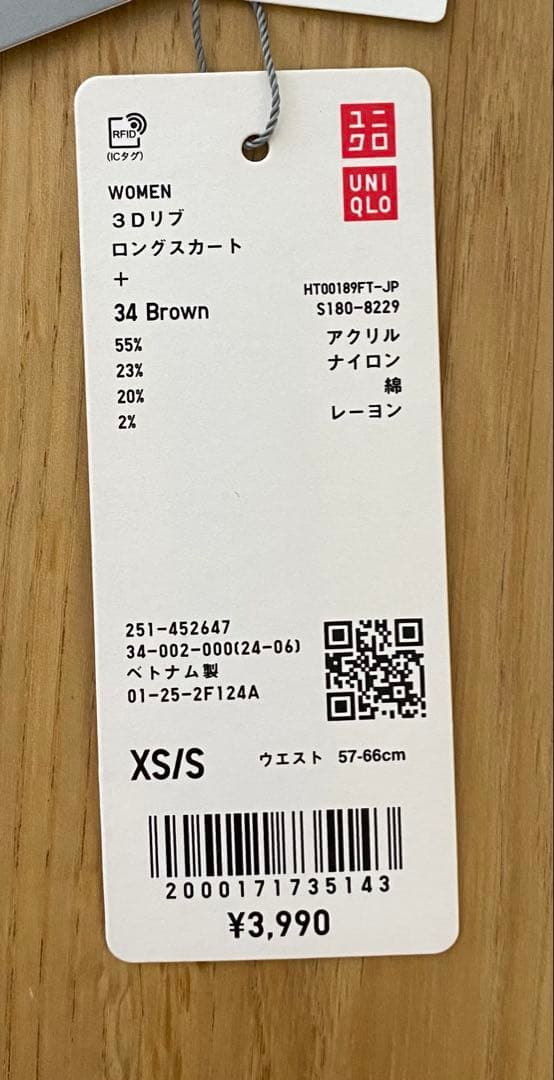 RFID
(ICタグ)
ユニ
クロ
UNI
QLO
WOMEN
3Dリブ
ロングスカート
+
HT00189FT-JP
34 Brown S180-8229
55% アクリル
23% ナイロン
20% 綿
2% レーヨン
251-452647
34-002-000(24-06)
ベトナム製
01-25-2F124A
XS/S ウエスト 57-66cm
2000171735143
¥3,990